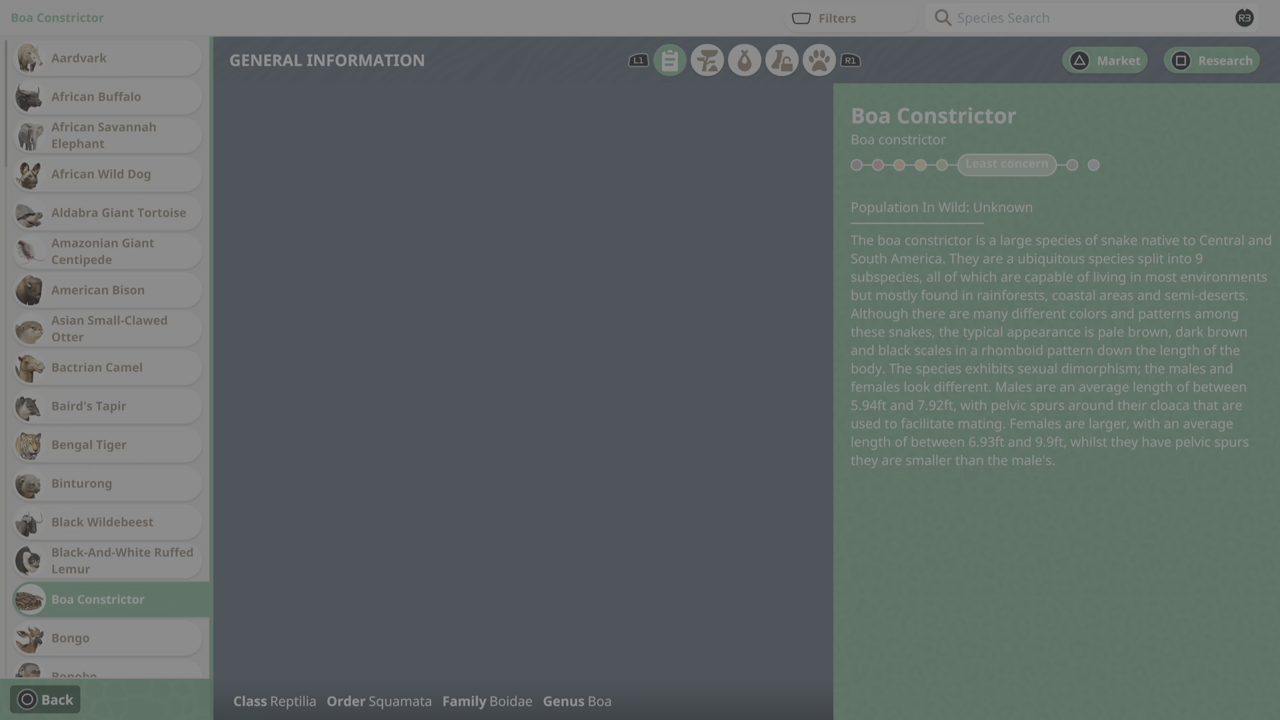 Boa Constrictor
Filters
Species Search
R3
Aardvark
African Buffalo
African Savannah
Elephant
African Wild Dog
Aldabra Giant Tortoise
Amazonian Giant
Centipede
American Bison
Asian Small-Clawed
Otter
Bactrian Camel
Baird's Tapir
Bengal Tiger
Binturong
Black Wildebeest
Black-And-White Ruffed
Lemur
Boa Constrictor
Bongo
Bonobo
Back
GENERAL INFORMATION
L1
R1
Market
Research
Boa Constrictor
Boa constrictor
Least concern
Population In Wild: Unknown
The boa constrictor is a large species of snake native to Central and
South America. They are a ubiquitous species split into 9
subspecies, all of which are capable of living in most environments
but mostly found in rainforests, coastal areas and semi-deserts.
Although there are many different colors and patterns among
these snakes, the typical appearance is pale brown, dark brown
and black scales in a rhomboid pattern down the length of the
body. The species exhibits sexual dimorphism; the males and
females look different. Males are an average length of between
5.94ft and 7.92ft, with pelvic spurs around their cloaca that are
used to facilitate mating. Females are larger, with an average
length of between 6.93ft and 9.9ft, whilst they have pelvic spurs
they are smaller than the male's.
Class Reptilia Order Squamata Family Boidae Genus Boa